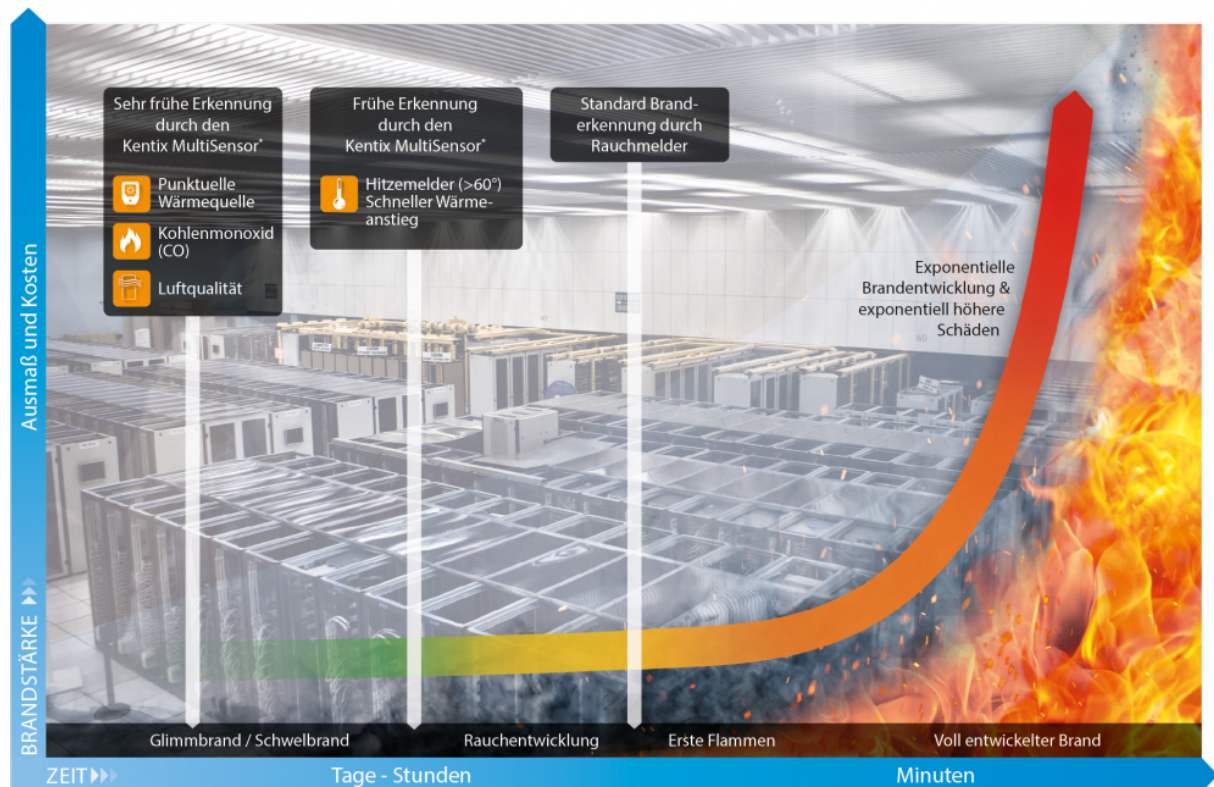 Sehr frühe Erkennung
durch den
Kentix MultiSensor*
Punktuelle
Wärmequelle
Kohlenmonoxid
(CO)
Luftqualität
Frühe Erkennung
durch den
Kentix MultiSensor*
Hitzemelder (>60°)
Schneller Wärme-
anstieg
Standard Brand-
erkennung durch
Rauchmelder
Exponentielle
Brandentwicklung &
exponentiell höhere
Schäden
Ausmaß und Kosten
BRANDSTÄRKE
Glimmbrand / Schwelbrand
Rauchentwicklung
Erste Flammen
Voll entwickelter Brand
ZEIT
Tage - Stunden
Minuten